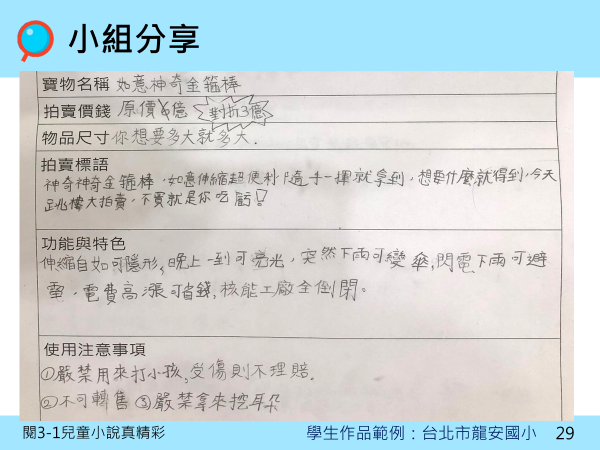 小組分享
寶物名稱 如意神奇金箍棒
拍賣價錢 原價6億 對折3億
物品尺寸 你想要多大就多大.
拍賣標語
神奇神奇金箍棒,如意伸縮超便利隨手一揮就拿到,想要什麼就得到,今天
跳樓大拍賣,不買就是你吃虧!
功能與特色
伸縮自如可隱形,晚上一到可亮光,突然下雨可變傘,閃電下雨可避
電,電費高漲可省錢,核能工廠全倒閉。
使用注意事項
①嚴禁用來打小孩,受傷則不理賠.
②不可轉售 ③嚴禁拿來挖耳朵
閱3-1兒童小說真精彩 學生作品範例：台北市龍安國小 29